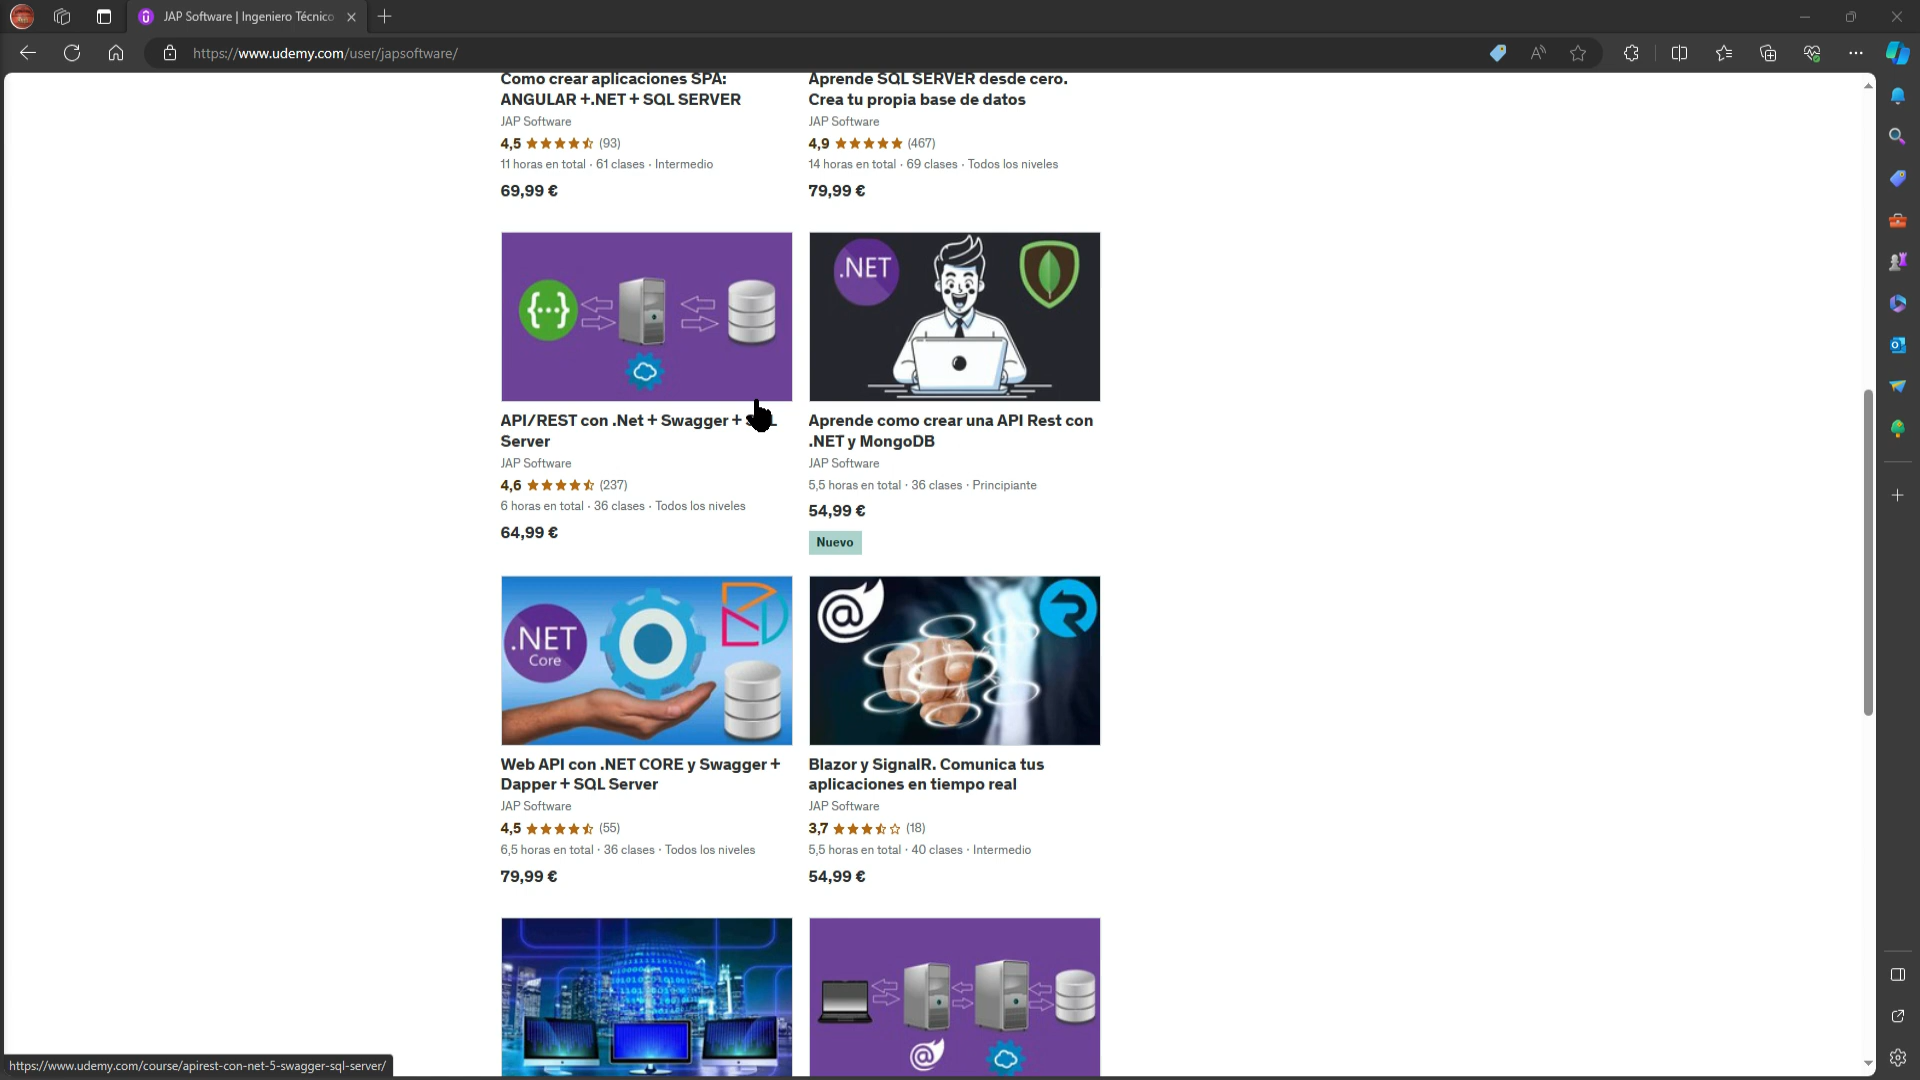 JAP Software | Ingeniero Técnico
https://www.udemy.com/user/japsoftware/
Como crear aplicaciones SPA:
ANGULAR +.NET + SQL SERVER
JAP Software
4,5 (93)
11 horas en total · 61 clases · Intermedio
69,99 €
Aprende SQL SERVER desde cero.
Crea tu propia base de datos
JAP Software
4,9 (467)
14 horas en total · 69 clases · Todos los niveles
79,99 €
{···}
API/REST con .Net + Swagger +
Server
JAP Software
4,6 (237)
6 horas en total · 36 clases · Todos los niveles
64,99 €
.NET
Aprende como crear una API Rest con
.NET y MongoDB
JAP Software
5,5 horas en total · 36 clases · Principiante
54,99 €
Nuevo
.NET
Core
Web API con .NET CORE y Swagger +
Dapper + SQL Server
JAP Software
4,5 (55)
6,5 horas en total · 36 clases · Todos los niveles
79,99 €
@
Blazor y SignalR. Comunica tus
aplicaciones en tiempo real
JAP Software
3,7 (18)
5,5 horas en total · 40 clases · Intermedio
54,99 €
@
https://www.udemy.com/course/apirest-con-net-5-swagger-sql-server/